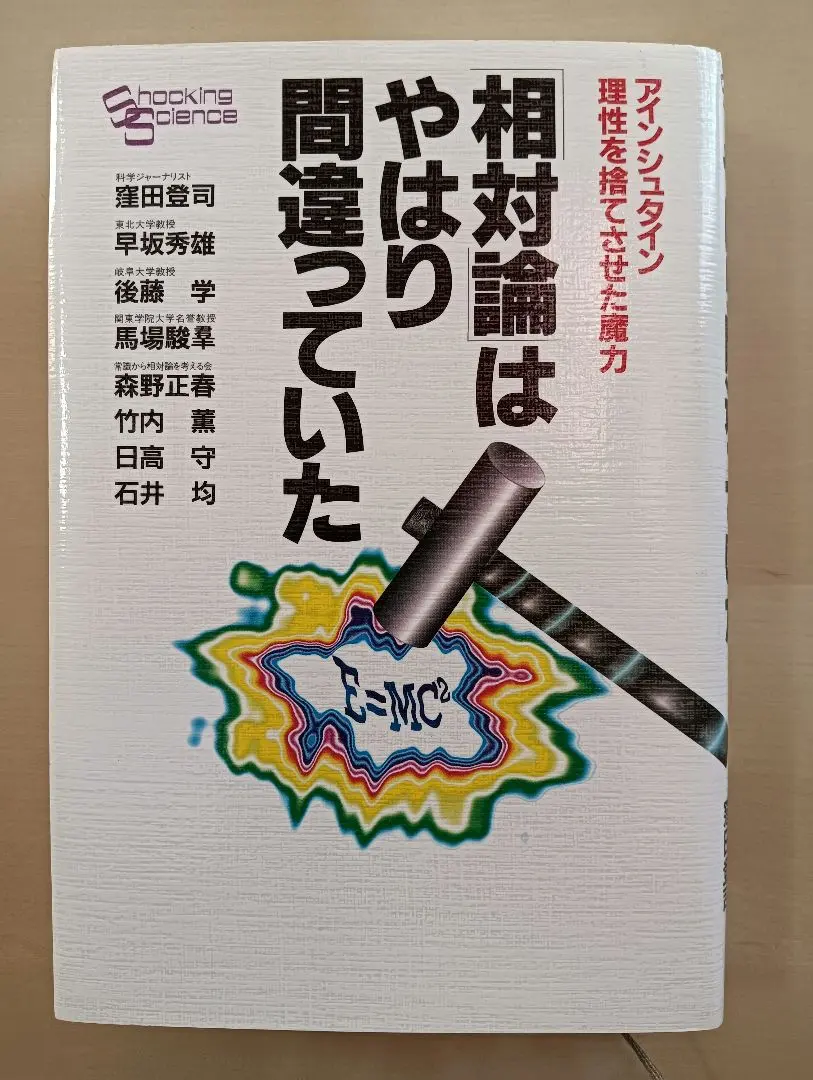 アインシュタイン
理性を捨てさせた魔力
「相対論」は
やはり
間違っていた
Shocking
Science
科学ジャーナリスト
窪田登司
東北大学教授
早坂秀雄
岐阜大学教授
後藤 学
関東学院大学名誉教授
馬場駿羣
常識から相対論を考える会
森野正春
竹内 薫
日高 守
石井 均
E=MC²